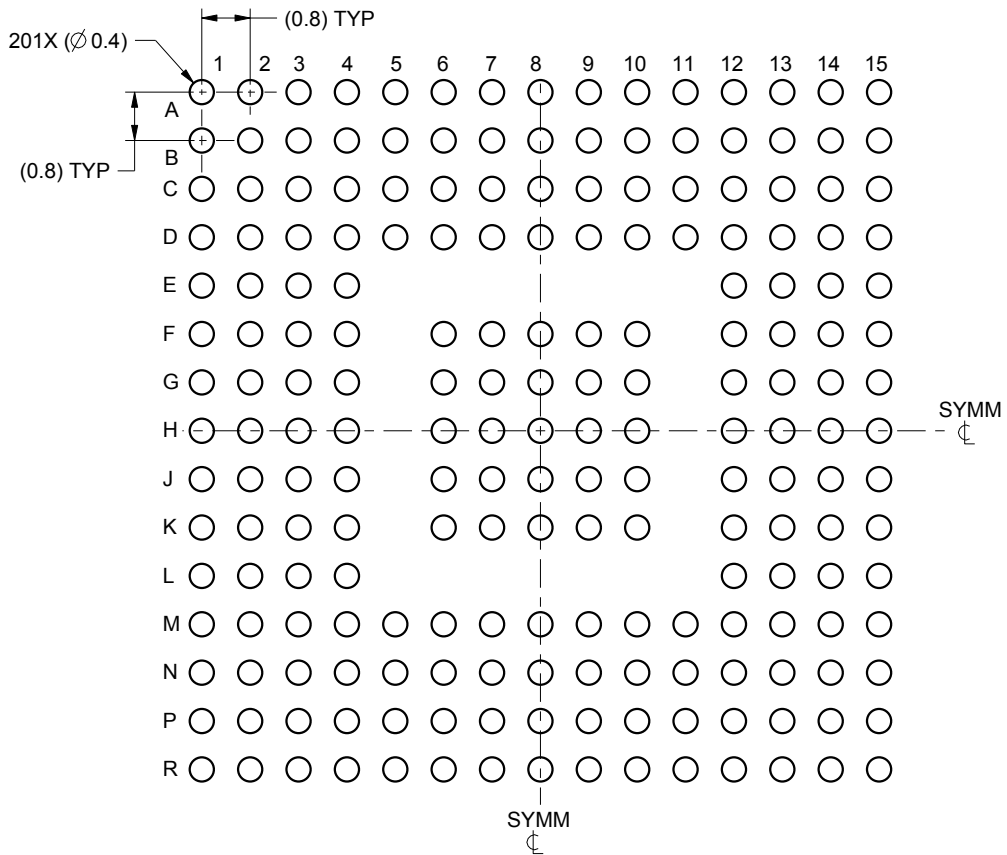 (0.8) TYP
201X (∅ 0.4)
1 2 3 4 5 6 7 8 9 10 11 12 13 14 15
A
B
(0.8) TYP
C
D
E
F
G
SYMM
H
℄
J
K
L
M
N
P
R
SYMM
℄